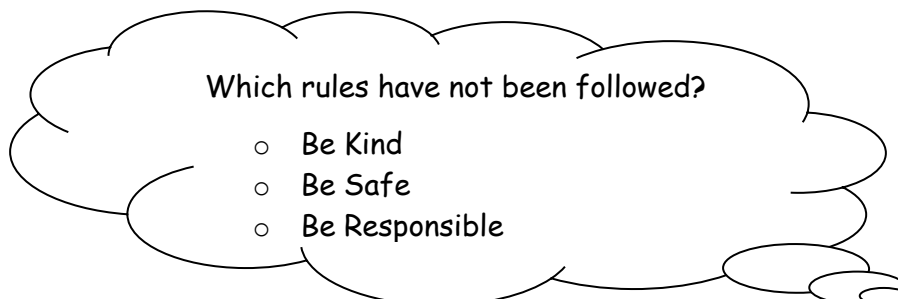 Which rules have not been followed?
○ Be Kind
○ Be Safe
○ Be Responsible